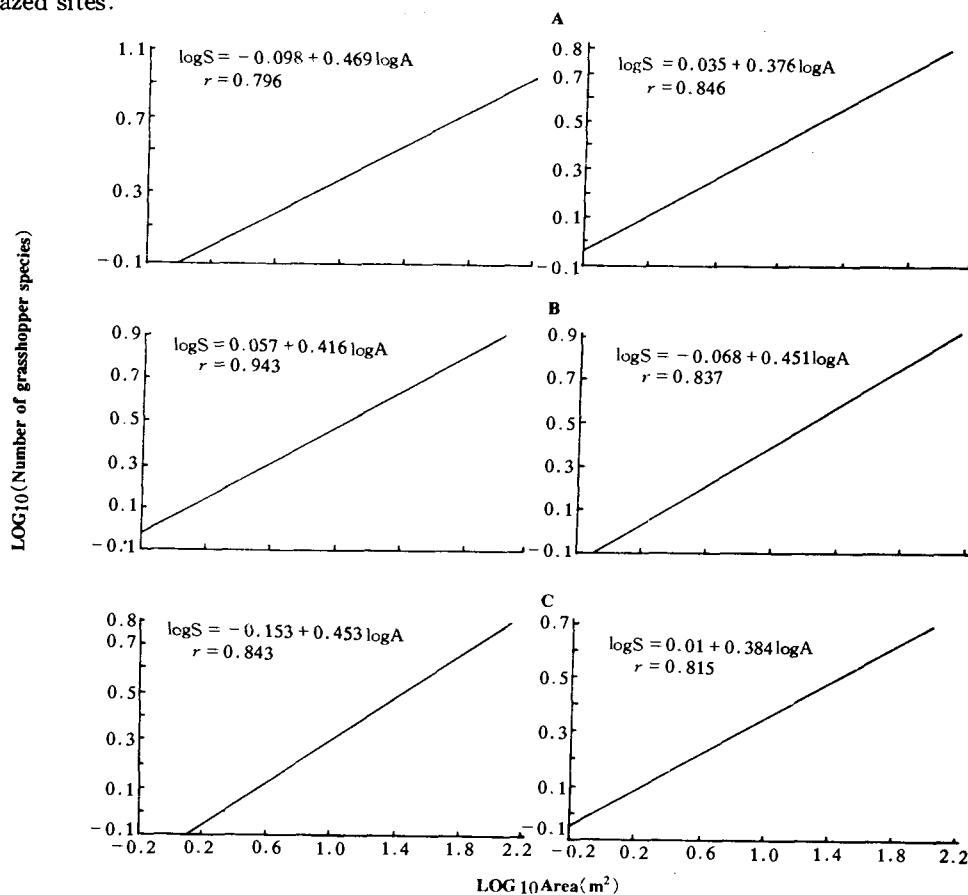 azed sites.
A
1.1
0.7
0.3
-0.1
logS = -0.098 + 0.469 logA
r = 0.796
0.8
0.7
0.5
0.3
0.1
-0.1
logS = 0.035 + 0.376 logA
r = 0.846
LOG10(Number of grasshopper species)
B
0.9
0.7
0.5
0.3
0.1
-0.1
logS = 0.057 + 0.416 logA
r = 0.943
0.9
0.7
0.5
0.3
0.1
-0.1
logS = -0.068 + 0.451 logA
r = 0.837
C
0.8
0.7
0.5
0.3
0.1
-0.1
logS = -0.153 + 0.453 logA
r = 0.843
0.7
0.5
0.3
0.1
-0.1
logS = 0.01 + 0.384 logA
r = 0.815
-0.2 0.2 0.6 1.0 1.4 1.8 2.2
-0.2 0.2 0.6 1.0 1.4 1.8 2.2
LOG10Area(m²)